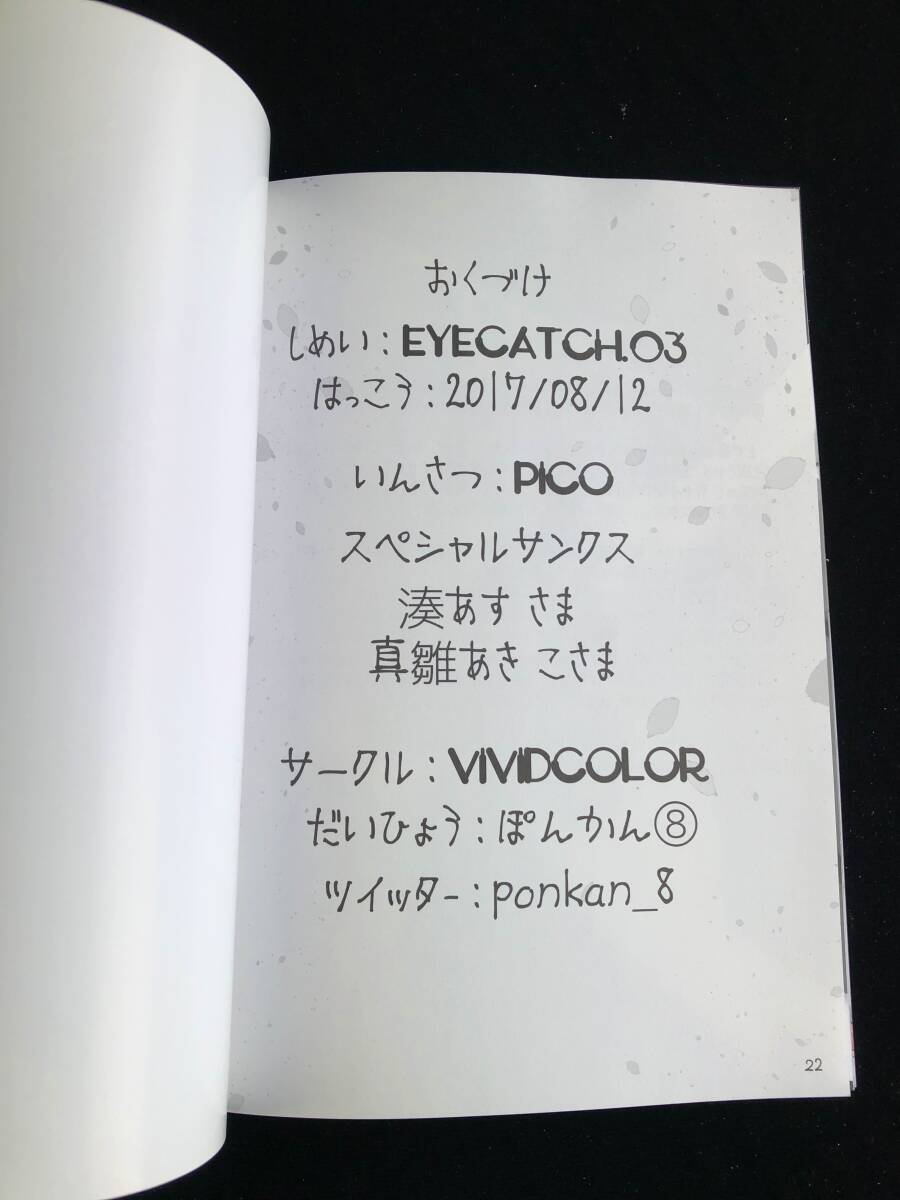 おくづけ
しめい:EYECATCH.03
はっこう:2017/08/12
いんさつ:PICO
スペシャルサンクス
湊あす さま
真雛あき こさま
サークル:ViViDCOLOR
だいひょう:ぽんかん⑧
ツイッター:ponkan_8
22